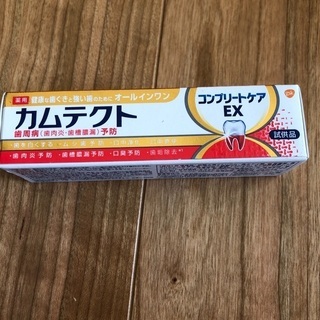 薬用 健康な歯ぐきと強い歯のために オールインワン
カムテクト
コンプリートケア
EX
歯周病(歯肉炎・歯槽膿漏)予防
試供品
・歯肉炎予防 ・歯槽膿漏予防 ・口臭予防